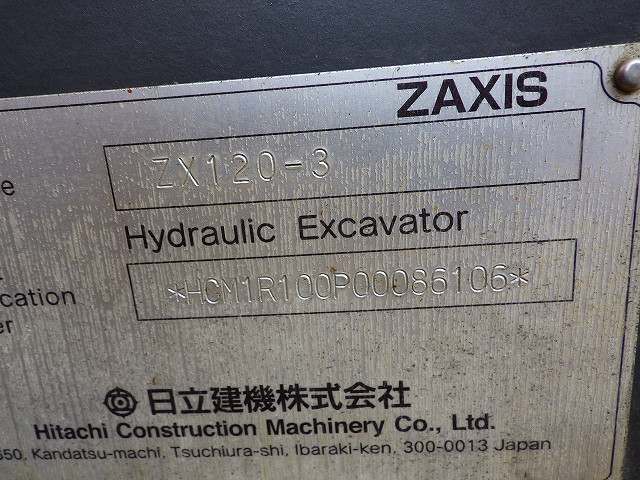 ZAXIS
e
ZX120-3
Hydraulic Excavator
cation
er
*HCM1R100P00086106*
日立建機株式会社
Hitachi Construction Machinery Co., Ltd.
650, Kandatsu-machi, Tsuchiura-shi, Ibaraki-ken, 300-0013 Japan